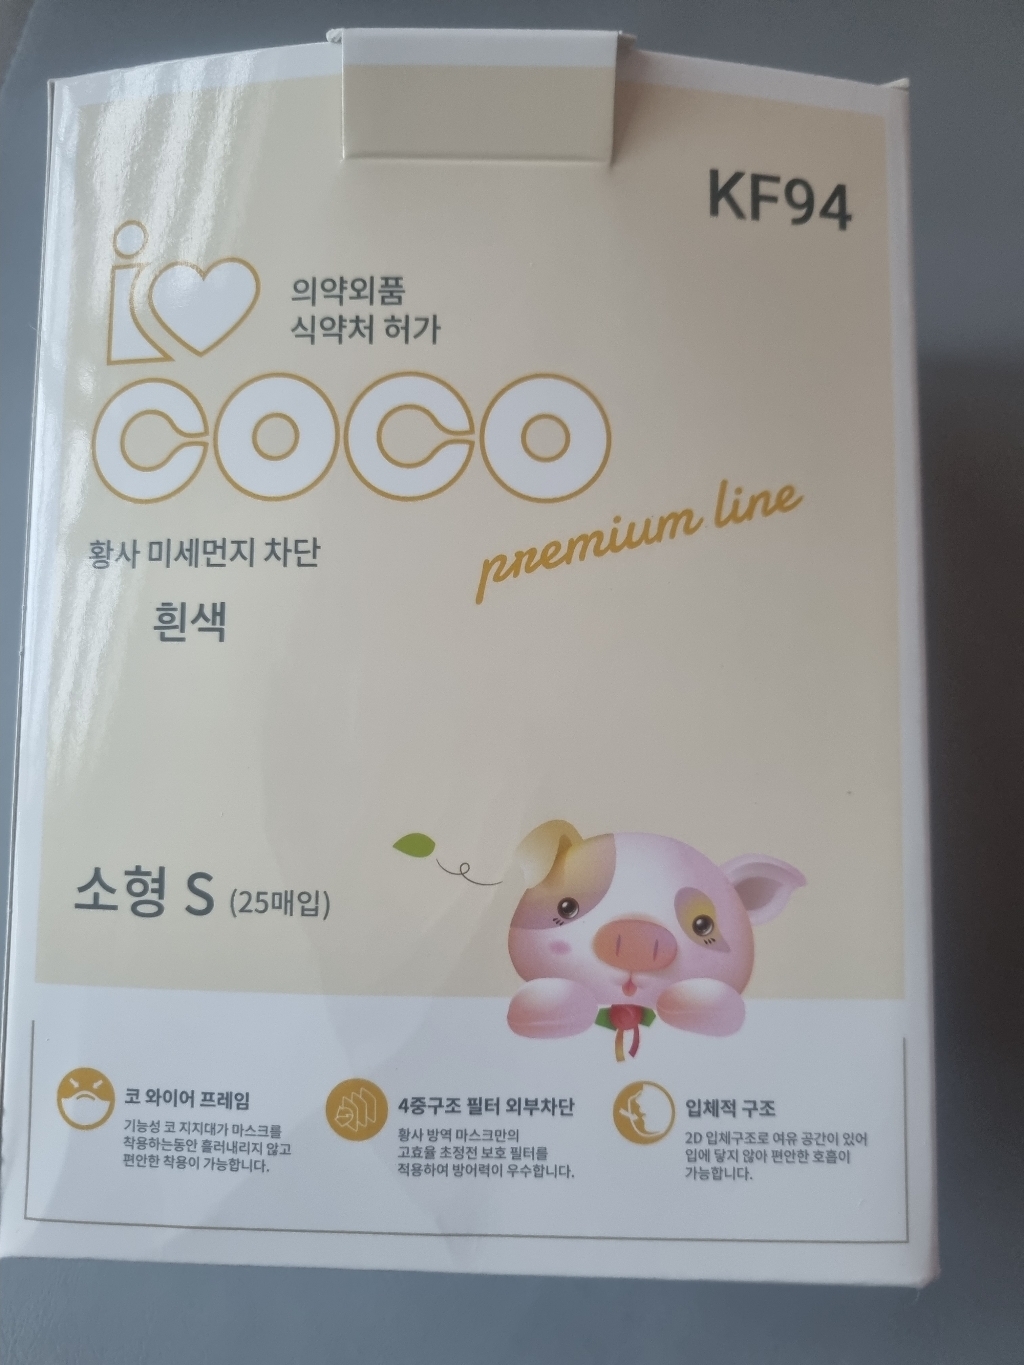 KF94
i
의약외품
식약처 허가
COCO
premium line
황사 미세먼지 차단
흰색
소형 S (25매입)
코 와이어 프레임
기능성 코 지지대가 마스크를
착용하는동안 흘러내리지 않고
편안한 착용이 가능합니다.
4중구조 필터 외부차단
황사 방역 마스크만의
고효율 초정전 보호 필터를
적용하여 방어력이 우수합니다.
입체적 구조
2D 입체구조로 여유 공간이 있어
입에 닿지 않아 편안한 호흡이
가능합니다.